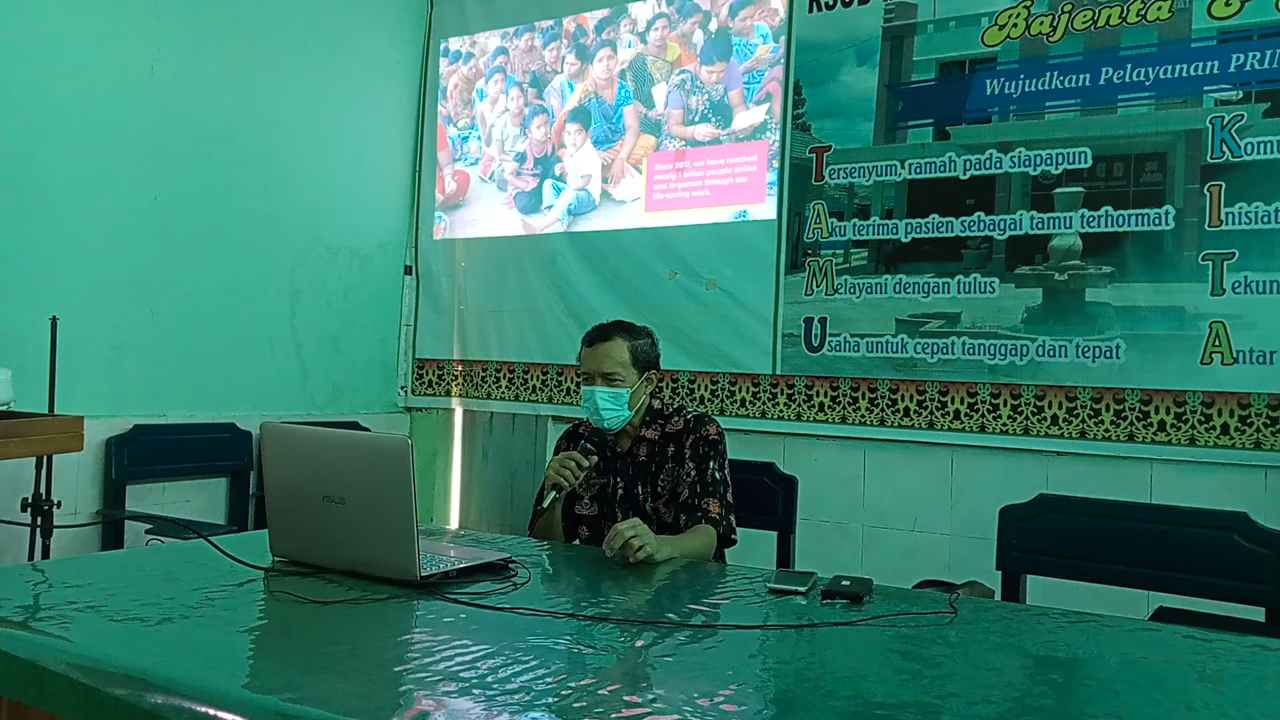 Since 2017, we have reached
nearly 1 billion people online
and in-person through our
life-saving work.
RSUD
Bajenta &
Wujudkan Pelayanan PRI
Tersenyum, ramah pada siapapun
Aku terima pasien sebagai tamu terhormat
Melayani dengan tulus
Usaha untuk cepat tanggap dan tepat
Komu
Inisiat
Tekun
Antar
IGD
ASUS